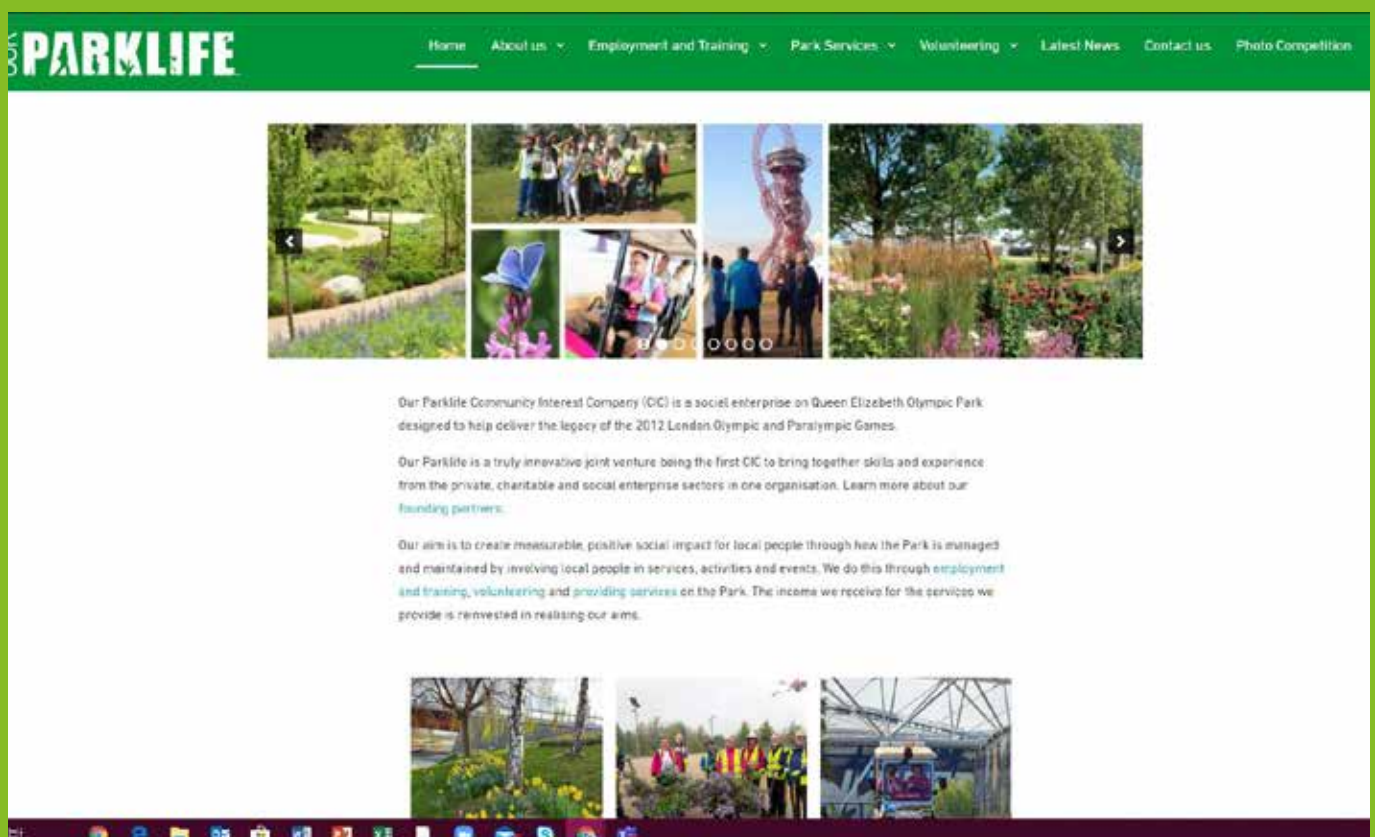 OUR PARKLIFE
Home About us Employment and Training Park Services Volunteering Latest News Contact us Photo Competition
Our Parklife Community Interest Company (CIC) is a social enterprise on Queen Elizabeth Olympic Park
designed to help deliver the legacy of the 2012 London Olympic and Paralympic Games.
Our Parklife is a truly innovative joint venture being the first CIC to bring together skills and experience
from the private, charitable and social enterprise sectors in one organisation. Learn more about our
founding partners.
Our aim is to create measurable, positive social impact for local people through how the Park is managed
and maintained by involving local people in services, activities and events. We do this through employment
and training, volunteering and providing services on the Park. The income we receive for the services we
provide is reinvested in realising our aims.